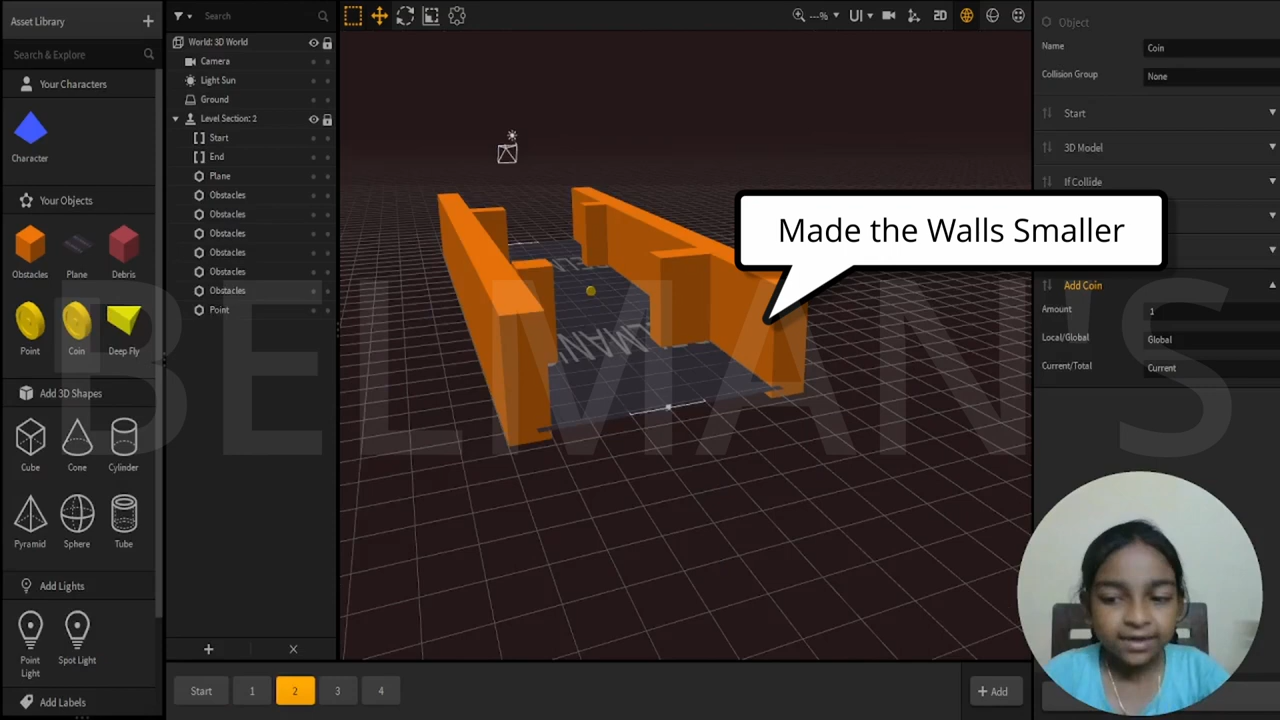 Asset Library
+
Search & Explore
Your Characters
Character
Your Objects
Obstacles
Plane
Debris
Point
Coin
Deep Fly
Add 3D Shapes
Cube
Cone
Cylinder
Pyramid
Sphere
Tube
Add Lights
Point Light
Spot Light
Add Labels
Search
World: 3D World
Camera
Light Sun
Ground
Level Section: 2
Start
End
Plane
Obstacles
Obstacles
Obstacles
Obstacles
Obstacles
Obstacles
Point
+
---%
UI
2D
Made the Walls Smaller
BELMAN'S
Start
1
2
3
4
+ Add
Object
Name
Coin
Collision Group
None
Start
3D Model
If Collide
Add Coin
Amount
1
Local/Global
Global
Current/Total
Current